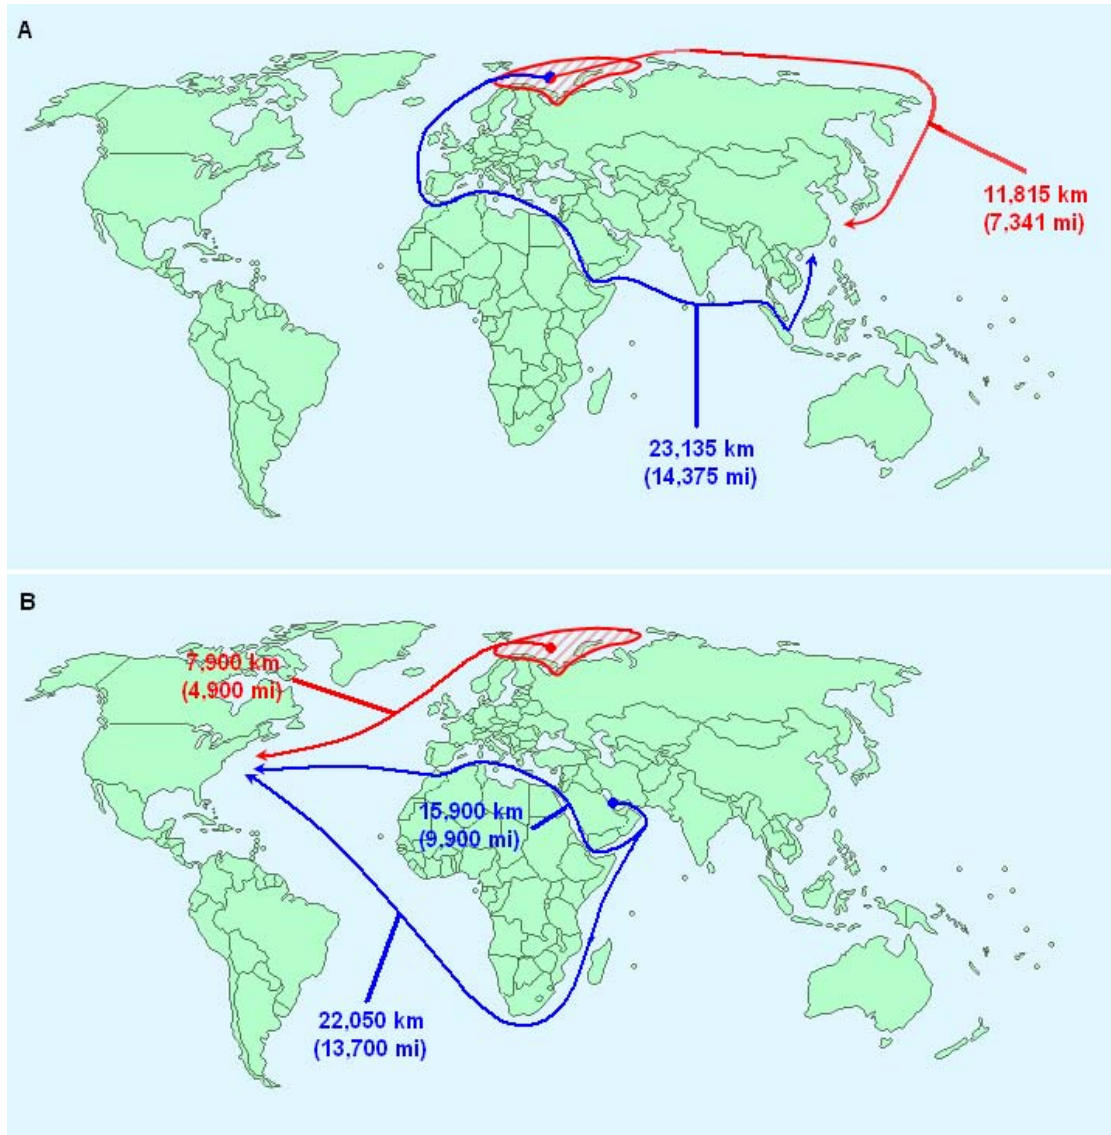 A
11,815 km
(7,341 mi)
23,135 km
(14,375 mi)
B
7,900 km
(4,900 mi)
15,900 km
(9,900 mi)
22,050 km
(13,700 mi)